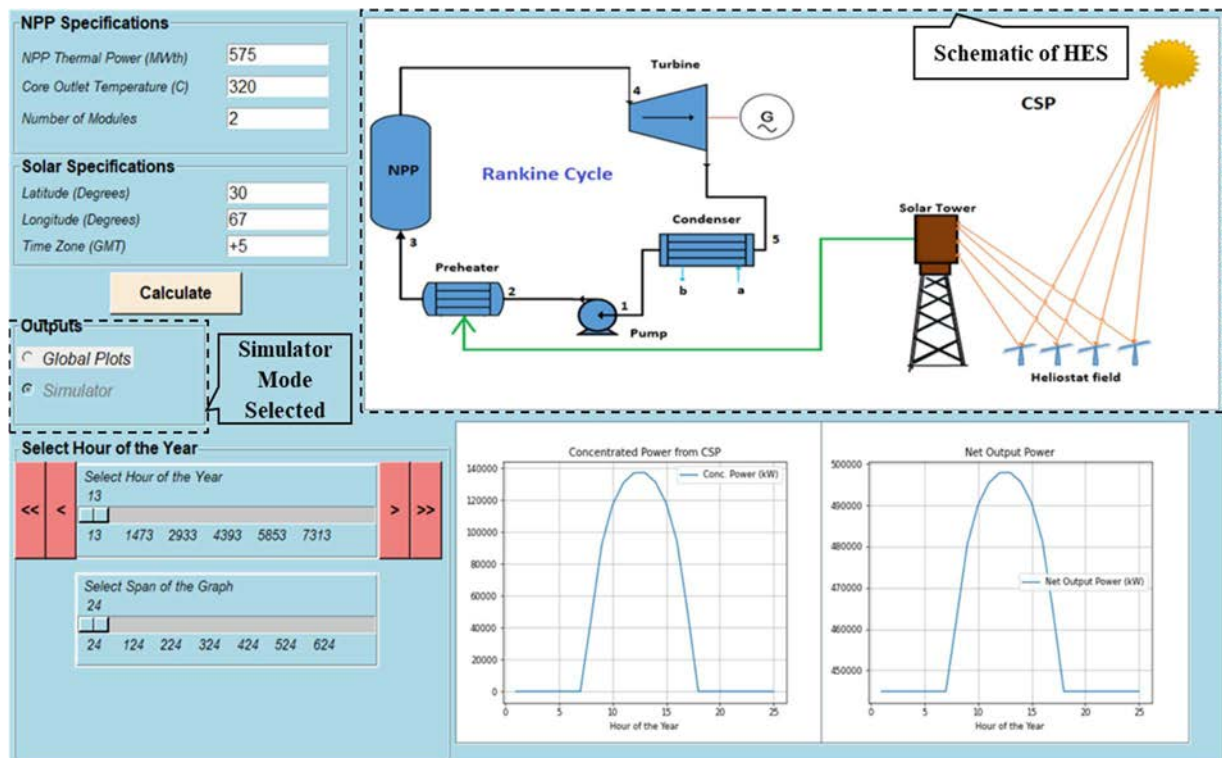 NPP Specifications
NPP Thermal Power (MWth)
575
Core Outlet Temperature (C)
320
Number of Modules
2
Solar Specifications
Latitude (Degrees)
30
Longitude (Degrees)
67
Time Zone (GMT)
+5
Calculate
Outputs
Global Plots
Simulator
Simulator
Mode
Selected
Schematic of HES
CSP
Turbine
4
G
NPP
Rankine Cycle
Condenser
5
b
a
3
Preheater
2
1
Pump
Solar Tower
Heliostat field
Select Hour of the Year
<<
<
Select Hour of the Year
13
13 1473 2933 4393 5853 7313
>
>>
Select Span of the Graph
24
24 124 224 324 424 524 624
Concentrated Power from CSP
Conc. Power (kW)
140000
120000
100000
80000
60000
40000
20000
0
0 5 10 15 20 25
Hour of the Year
Net Output Power
Net Output Power (kW)
500000
490000
480000
470000
460000
450000
0 5 10 15 20 25
Hour of the Year